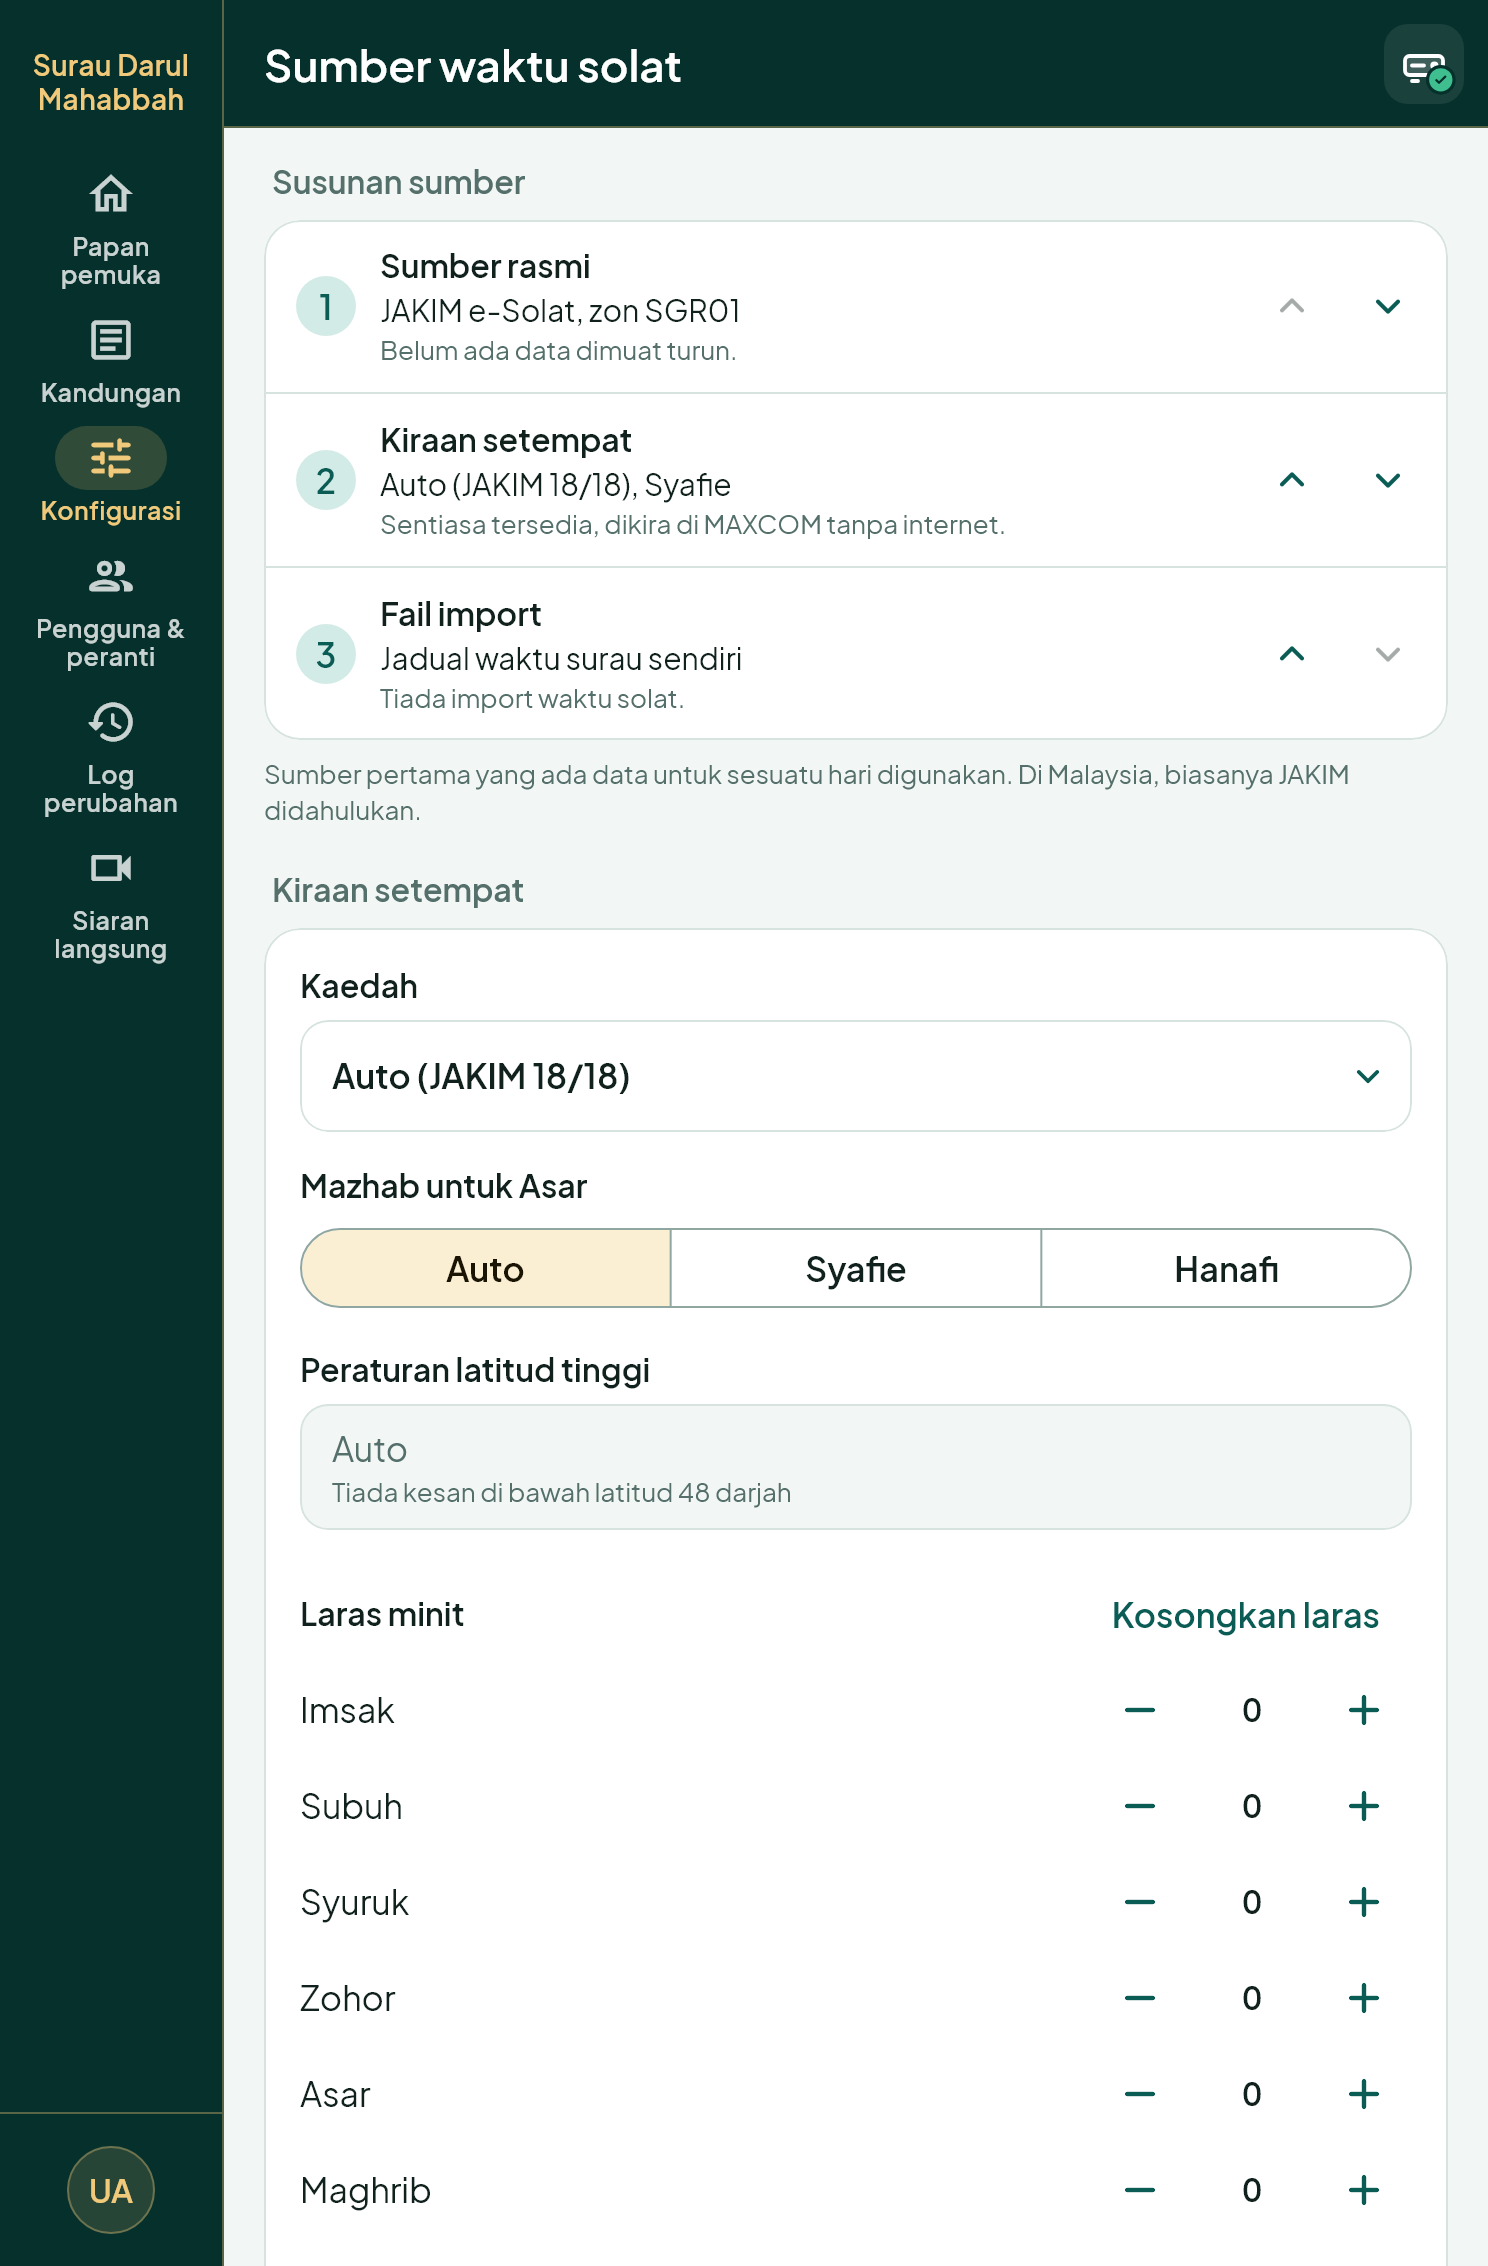 Surau Darul
Mahabbah
Papan
pemuka
Kandungan
Konfigurasi
Pengguna &
peranti
Log
perubahan
Siaran
langsung
UA
Sumber waktu solat
Susunan sumber
1
Sumber rasmi
JAKIM e-Solat, zon SGR01
Belum ada data dimuat turun.
2
Kiraan setempat
Auto (JAKIM 18/18), Syafie
Sentiasa tersedia, dikira di MAXCOM tanpa internet.
3
Fail import
Jadual waktu surau sendiri
Tiada import waktu solat.
Sumber pertama yang ada data untuk sesuatu hari digunakan. Di Malaysia, biasanya JAKIM
didahulukan.
Kiraan setempat
Kaedah
Auto (JAKIM 18/18)
Mazhab untuk Asar
Auto Syafie Hanafi
Peraturan latitud tinggi
Auto
Tiada kesan di bawah latitud 48 darjah
Laras minit Kosongkan laras
Imsak — 0 +
Subuh — 0 +
Syuruk — 0 +
Zohor — 0 +
Asar — 0 +
Maghrib — 0 +